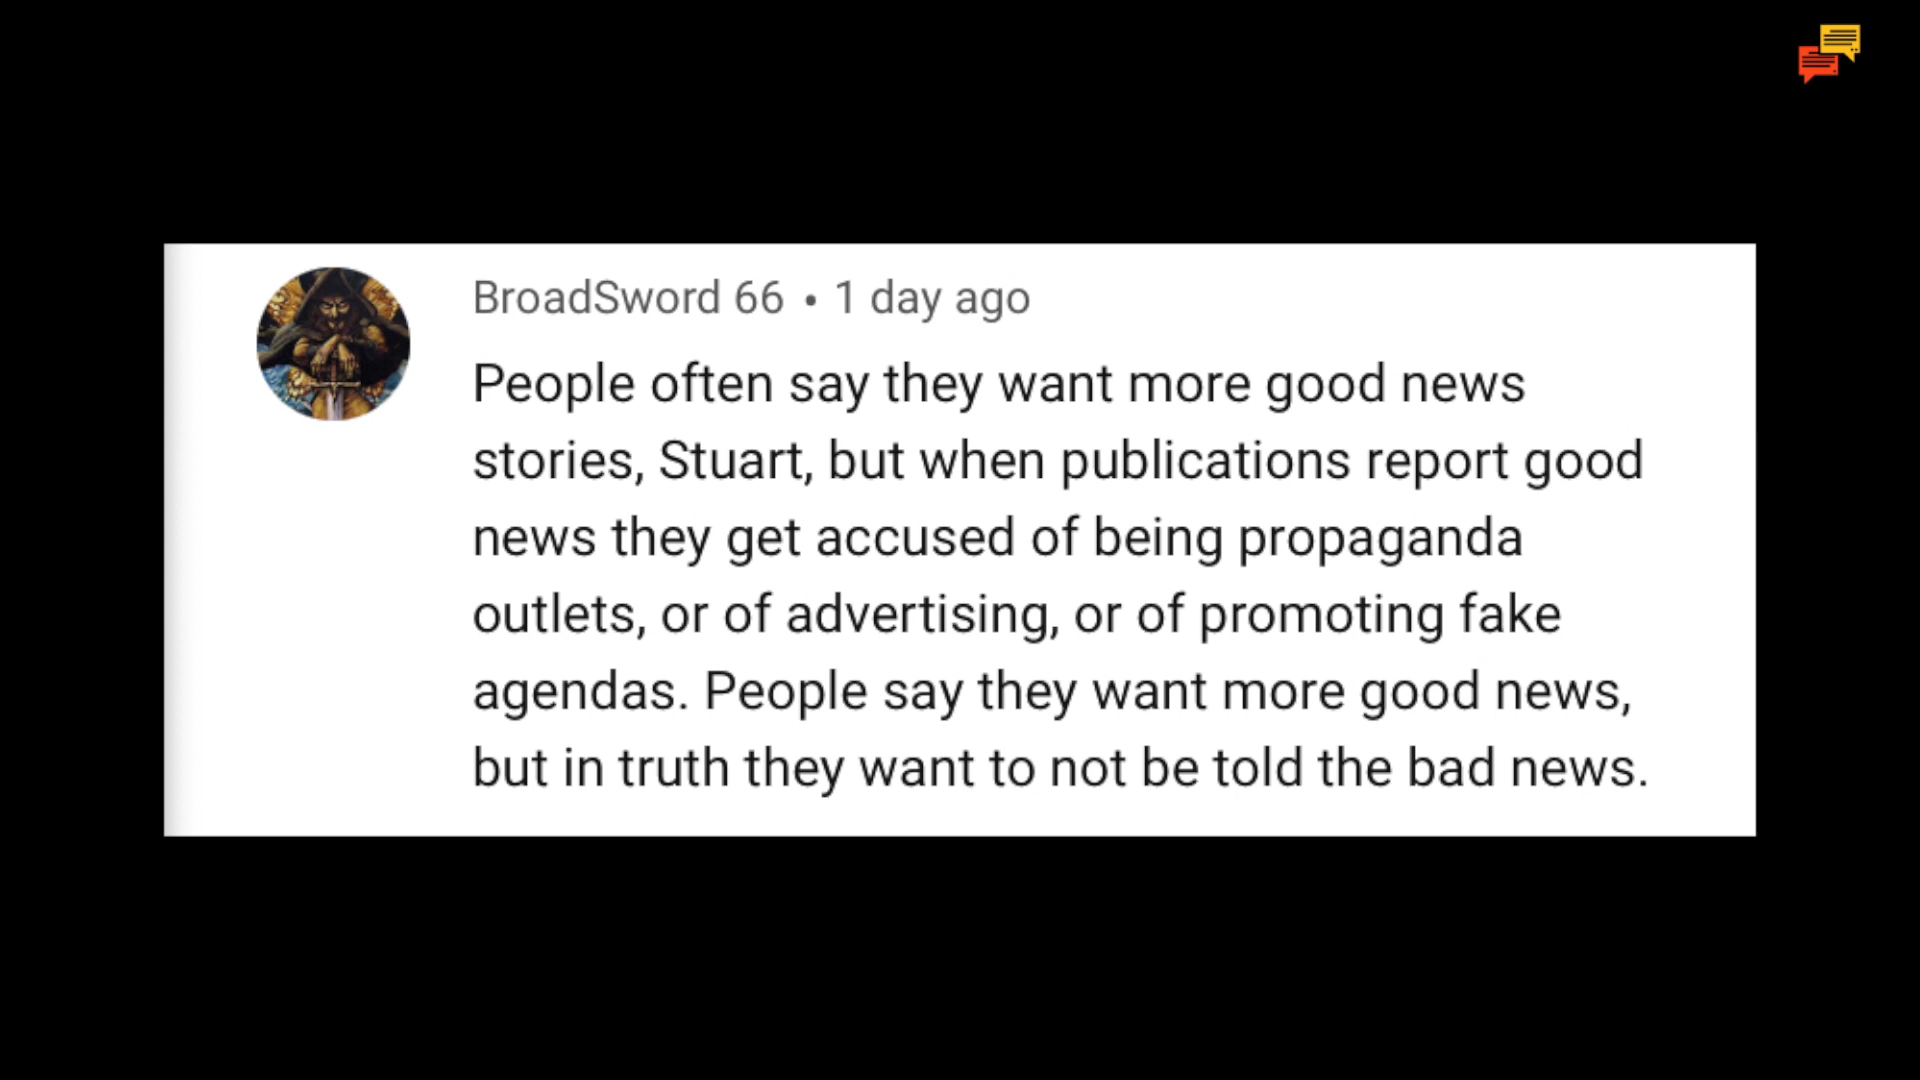 BroadSword 66 • 1 day ago
People often say they want more good news
stories, Stuart, but when publications report good
news they get accused of being propaganda
outlets, or of advertising, or of promoting fake
agendas. People say they want more good news,
but in truth they want to not be told the bad news.